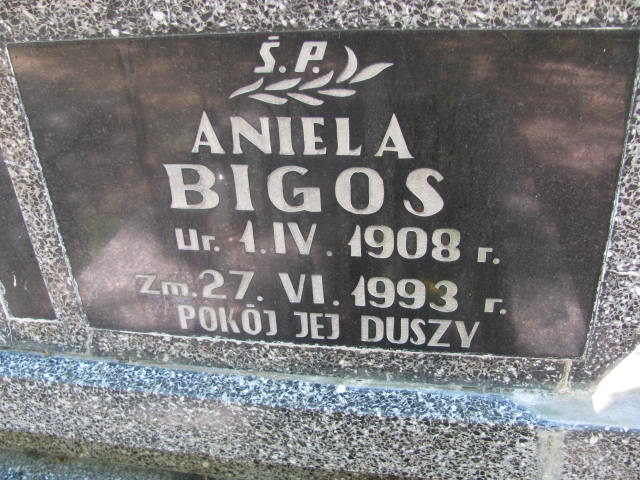 Ś.P.
ANIELA
BIGOS
Ur. 1. IV. 1908 r.
Zm. 27. VI. 1993 r.
POKÓJ JEJ DUSZY